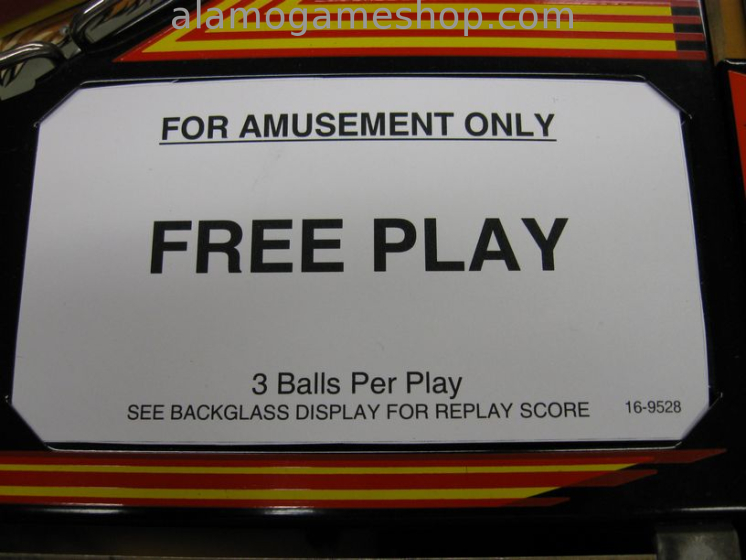 alamogameshop.com
FOR AMUSEMENT ONLY
FREE PLAY
3 Balls Per Play
SEE BACKGLASS DISPLAY FOR REPLAY SCORE 16-9528